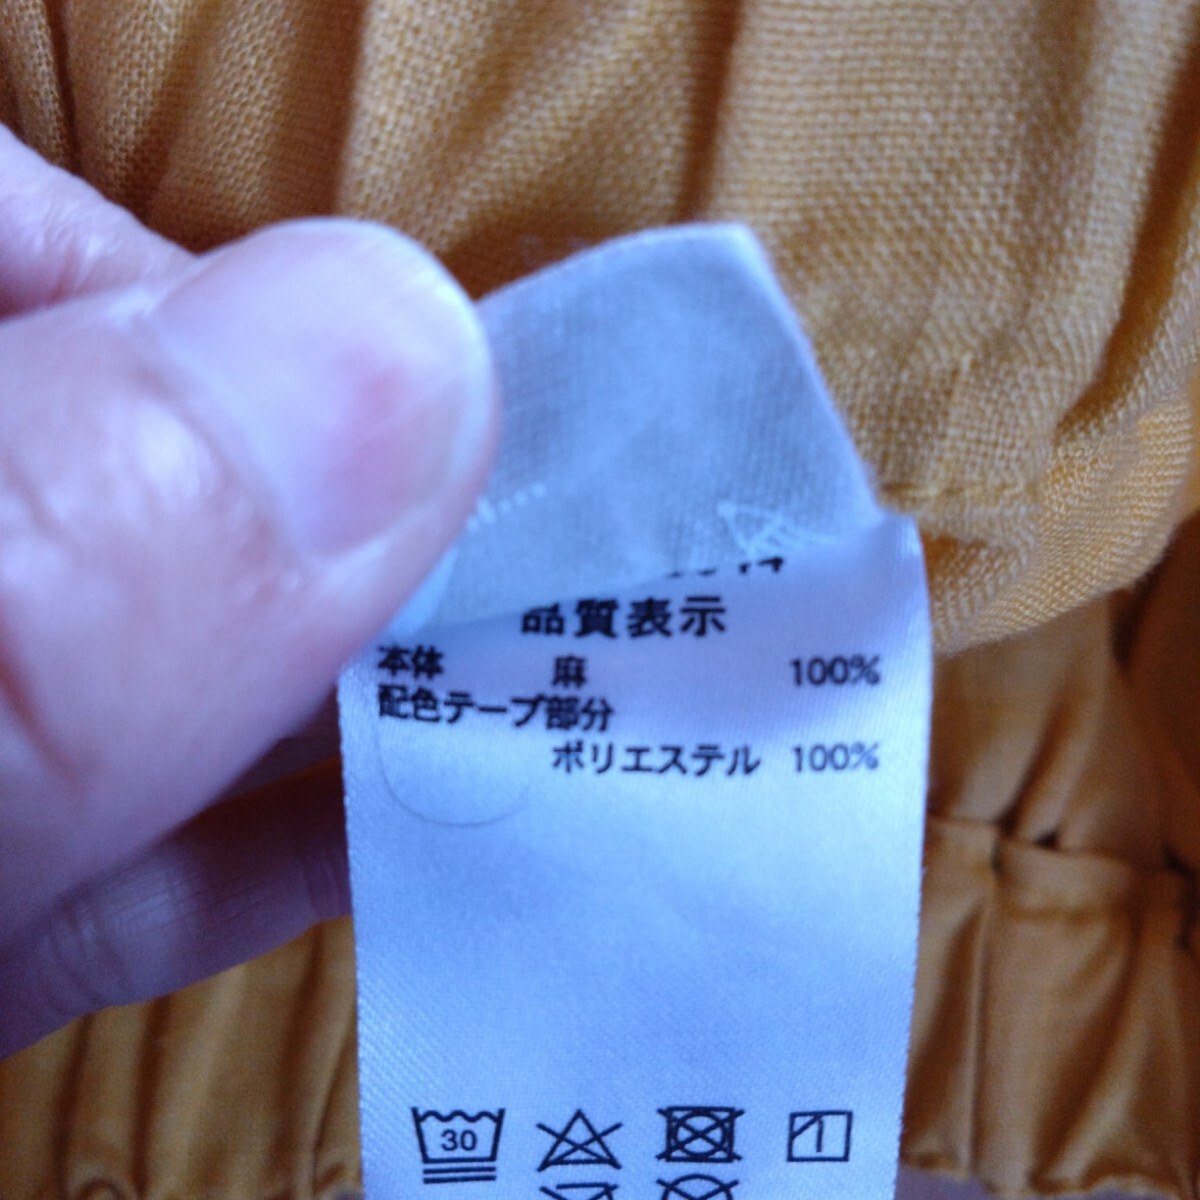 品質表示
本体 麻 100%
配色テープ部分
ポリエステル 100%
30